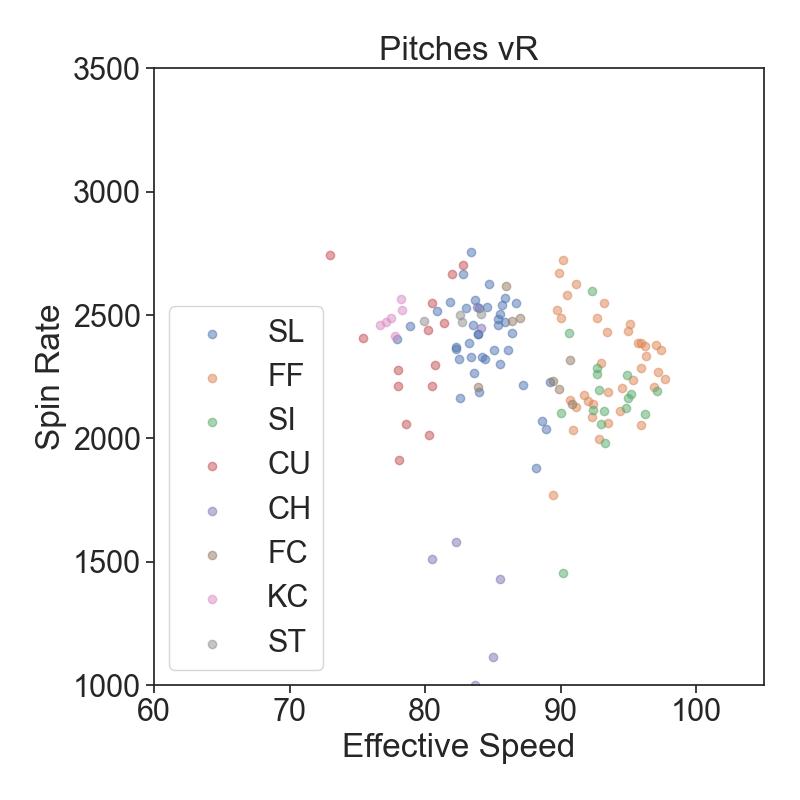 Pitches vR
3500
3000
2500
2000
1500
1000
Spin Rate
SL
FF
SI
CU
CH
FC
KC
ST
60 70 80 90 100
Effective Speed